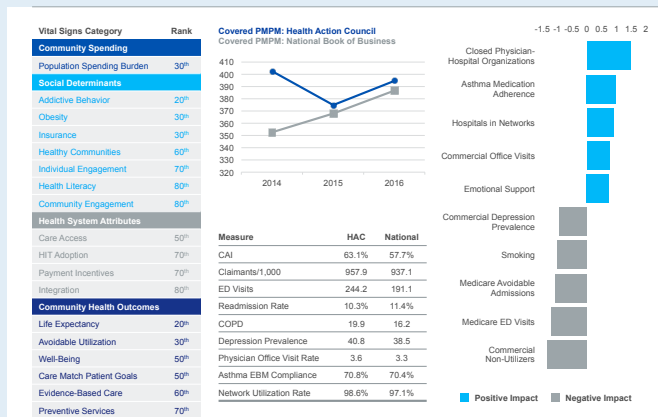 Vital Signs Category Rank
Community Spending
Population Spending Burden 30th
Social Determinants
Addictive Behavior 20th
Obesity 30th
Insurance 30th
Healthy Communities 60th
Individual Engagement 70th
Health Literacy 80th
Community Engagement 80th
Health System Attributes
Care Access 50th
HIT Adoption 70th
Payment Incentives 70th
Integration 80th
Community Health Outcomes
Life Expectancy 20th
Avoidable Utilization 30th
Well-Being 50th
Care Match Patient Goals 50th
Evidence-Based Care 60th
Preventive Services 70th
Covered PMPM: Health Action Council
Covered PMPM: National Book of Business
410
400
390
380
370
360
350
340
330
320
2014 2015 2016
Measure HAC National
CAI 63.1% 57.7%
Claimants/1,000 957.9 937.1
ED Visits 244.2 191.1
Readmission Rate 10.3% 11.4%
COPD 19.9 16.2
Depression Prevalence 40.8 38.5
Physician Office Visit Rate 3.6 3.3
Asthma EBM Compliance 70.8% 70.4%
Network Utilization Rate 98.6% 97.1%
-1.5 -1 -0.5 0 0.5 1 1.5 2
Closed Physician-
Hospital Organizations
Asthma Medication
Adherence
Hospitals in Networks
Commercial Office Visits
Emotional Support
Commercial Depression
Prevalence
Smoking
Medicare Avoidable
Admissions
Medicare ED Visits
Commercial
Non-Utilizers
Positive Impact Negative Impact